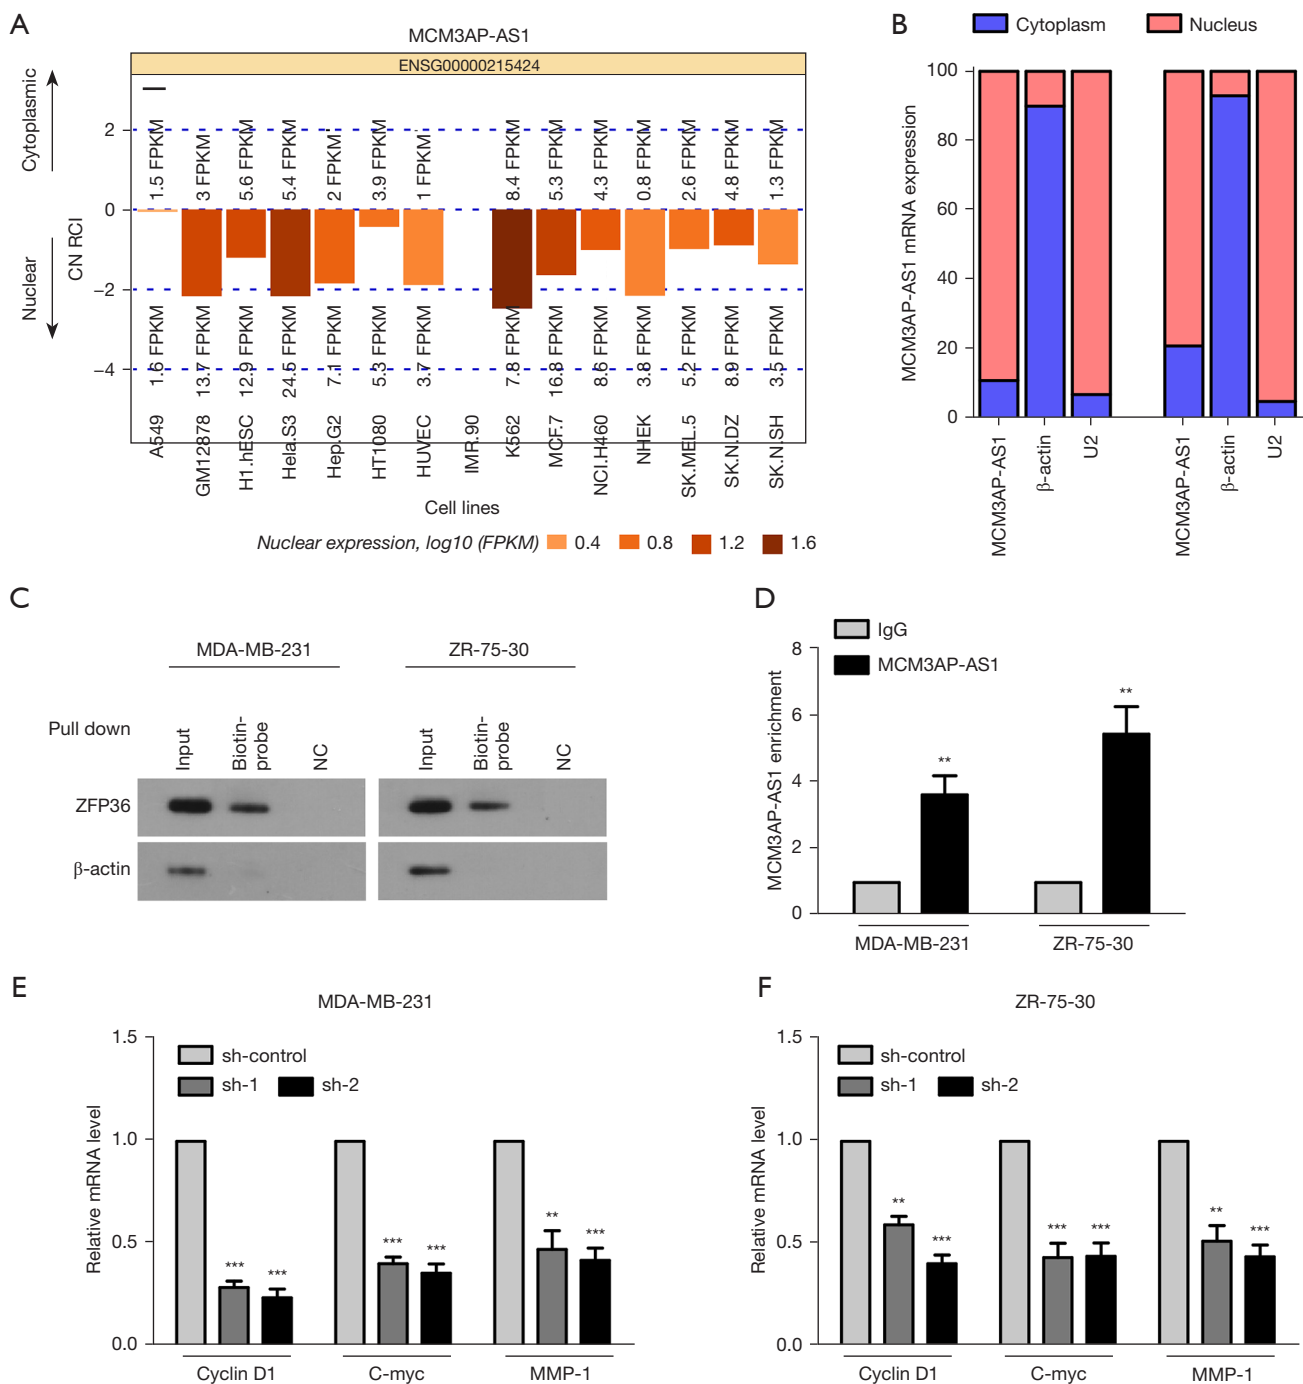 A
MCM3AP-AS1
ENSG00000215424
Cytoplasmic
Nuclear
CN RCI
2
0
−2
−4
1.5 FPKM
3 FPKM
5.6 FPKM
5.4 FPKM
2 FPKM
3.9 FPKM
1 FPKM
8.4 FPKM
5.3 FPKM
4.3 FPKM
0.8 FPKM
2.6 FPKM
4.8 FPKM
1.3 FPKM
1.6 FPKM
13.7 FPKM
12.9 FPKM
24.5 FPKM
7.1 FPKM
5.3 FPKM
3.7 FPKM
7.8 FPKM
16.8 FPKM
8.6 FPKM
3.8 FPKM
5.2 FPKM
8.9 FPKM
3.5 FPKM
A549
GM12878
H1.hESC
Hela.S3
Hep.G2
HT1080
HUVEC
IMR.90
K562
MCF.7
NCI.H460
NHEK
SK.MEL.5
SK.N.DZ
SK.N.SH
Cell lines
Nuclear expression, log10 (FPKM) 0.4 0.8 1.2 1.6
B
Cytoplasm Nucleus
MCM3AP-AS1 mRNA expression
100
80
60
40
20
0
MCM3AP-AS1
β-actin
U2
MCM3AP-AS1
β-actin
U2
C
MDA-MB-231 ZR-75-30
Pull down
Input
Biotin-
probe
NC
Input
Biotin-
probe
NC
ZFP36
β-actin
D
IgG
MCM3AP-AS1
MCM3AP-AS1 enrichment
8
6
4
2
0
**
**
MDA-MB-231 ZR-75-30
E
MDA-MB-231
Relative mRNA level
1.5
1.0
0.5
0.0
sh-control
sh-1 sh-2
*** ***
*** ***
** ***
Cyclin D1 C-myc MMP-1
F
ZR-75-30
Relative mRNA level
1.5
1.0
0.5
0.0
sh-control
sh-1 sh-2
** ***
*** ***
** ***
Cyclin D1 C-myc MMP-1